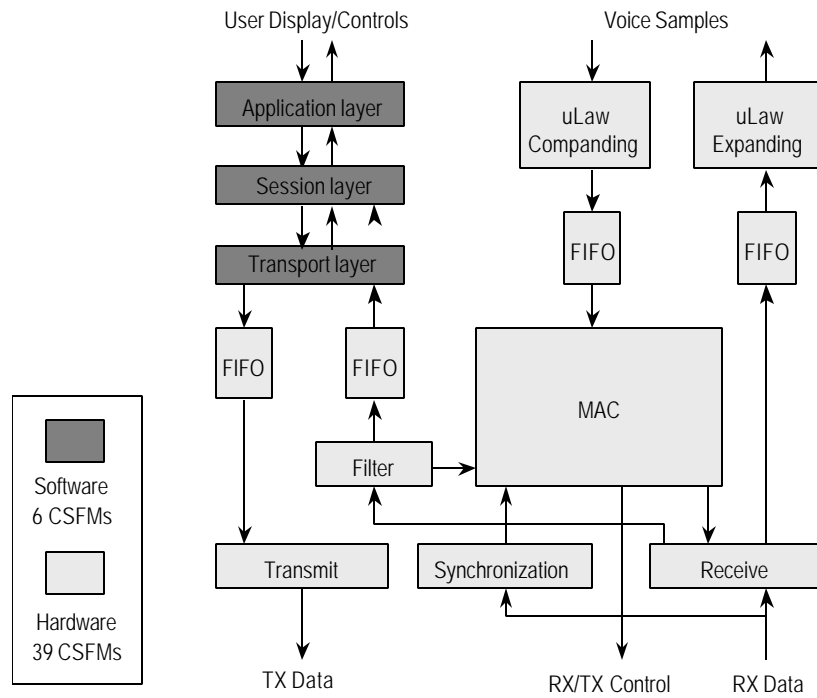 User Display/Controls
Voice Samples
Application layer
uLaw
Companding
uLaw
Expanding
Session layer
FIFO
FIFO
Transport layer
FIFO
FIFO
MAC
Filter
Software
6 CSFMs
Transmit
Synchronization
Receive
Hardware
39 CSFMs
TX Data
RX/TX Control
RX Data